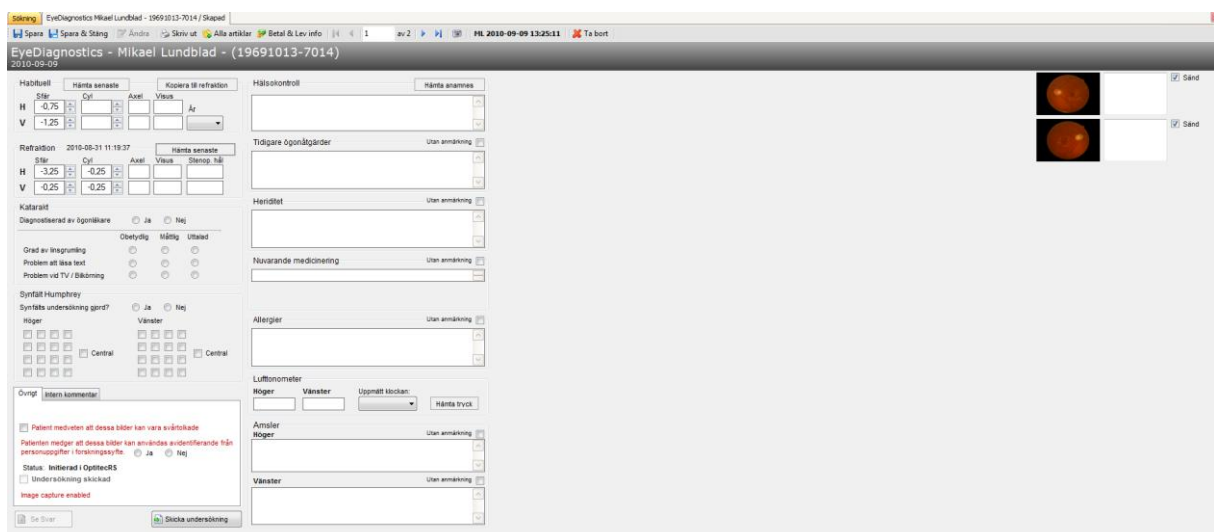 Sökning EyeDiagnostics Mikael Lundblad - 19691013-7014 / Skapad
Spara Spara & Stäng Ändra Skriv ut Alla artiklar Betal & Lev info 1 av 2 ML 2010-09-09 13:25:11 Ta bort
EyeDiagnostics - Mikael Lundblad - (19691013-7014)
2010-09-09
Habituell Hämta senaste Kopiera till refraktion
Sfär Cyl Axel Visus
H -0,75 År
V -1,25
Refraktion 2010-08-31 11:19:37 Hämta senaste
Sfär Cyl Axel Visus Stenop. hål
H -3,25 -0,25
V -0,25 -0,25
Katarakt
Diagnostiserad av ögonläkare Ja Nej
Obetydlig Måttlig Uttalad
Grad av linsgrumling
Problem att läsa text
Problem vid TV / Bilkörning
Synfält Humphrey
Synfälts undersökning gjord? Ja Nej
Höger Vänster
Central Central
Övrigt Intern kommentar
Patient medveten att dessa bilder kan vara svårtolkade
Patienten medger att dessa bilder kan användas avidentifierande från
personuppgifter i forskningssyfte. Ja Nej
Status: Initierad i OptitecRS
Undersökning skickad
Image capture enabled
Se Svar Skicka undersökning
Hälsokontroll Hämta anamnes
Tidigare ögonåtgärder Utan anmärkning
Heriditet Utan anmärkning
Nuvarande medicinering Utan anmärkning
Allergier Utan anmärkning
Lufttonometer
Höger Vänster Uppmätt klockan:
Hämta tryck
Amsler
Höger Utan anmärkning
Vänster Utan anmärkning
Sänd
Sänd